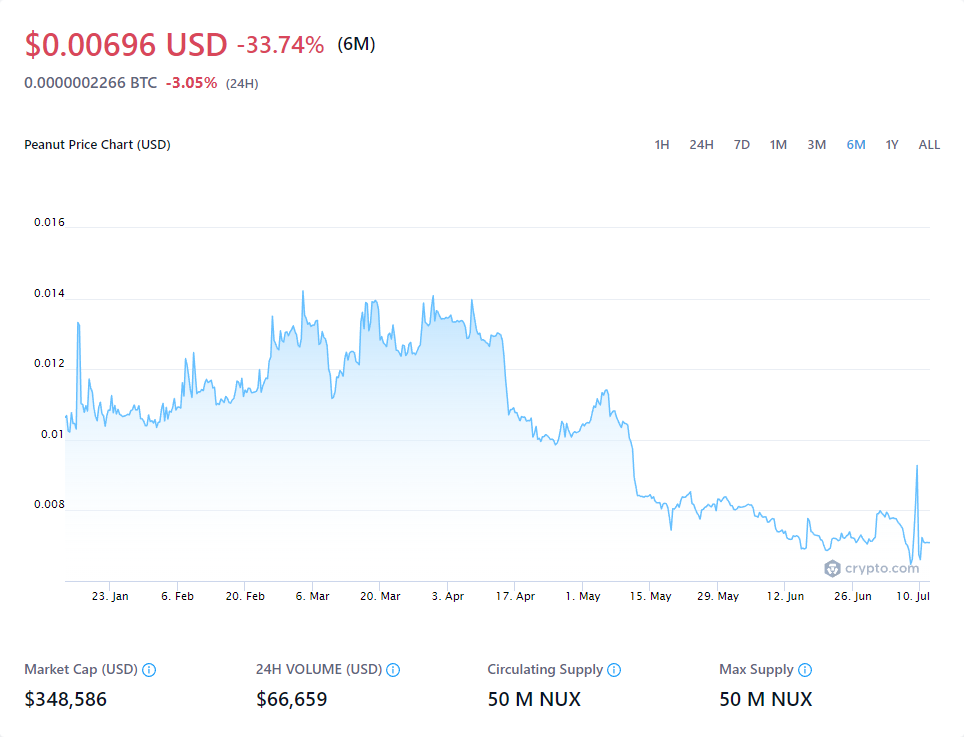 $0.00696 USD -33.74% (6M)
0.0000002266 BTC -3.05% (24H)
Peanut Price Chart (USD) 1H 24H 7D 1M 3M 6M 1Y ALL
0.016
0.014
0.012
0.01
0.008
crypto.com
23. Jan 6. Feb 20. Feb 6. Mar 20. Mar 3. Apr 17. Apr 1. May 15. May 29. May 12. Jun 26. Jun 10. Jul
Market Cap (USD) 24H VOLUME (USD) Circulating Supply Max Supply
$348,586 $66,659 50 M NUX 50 M NUX